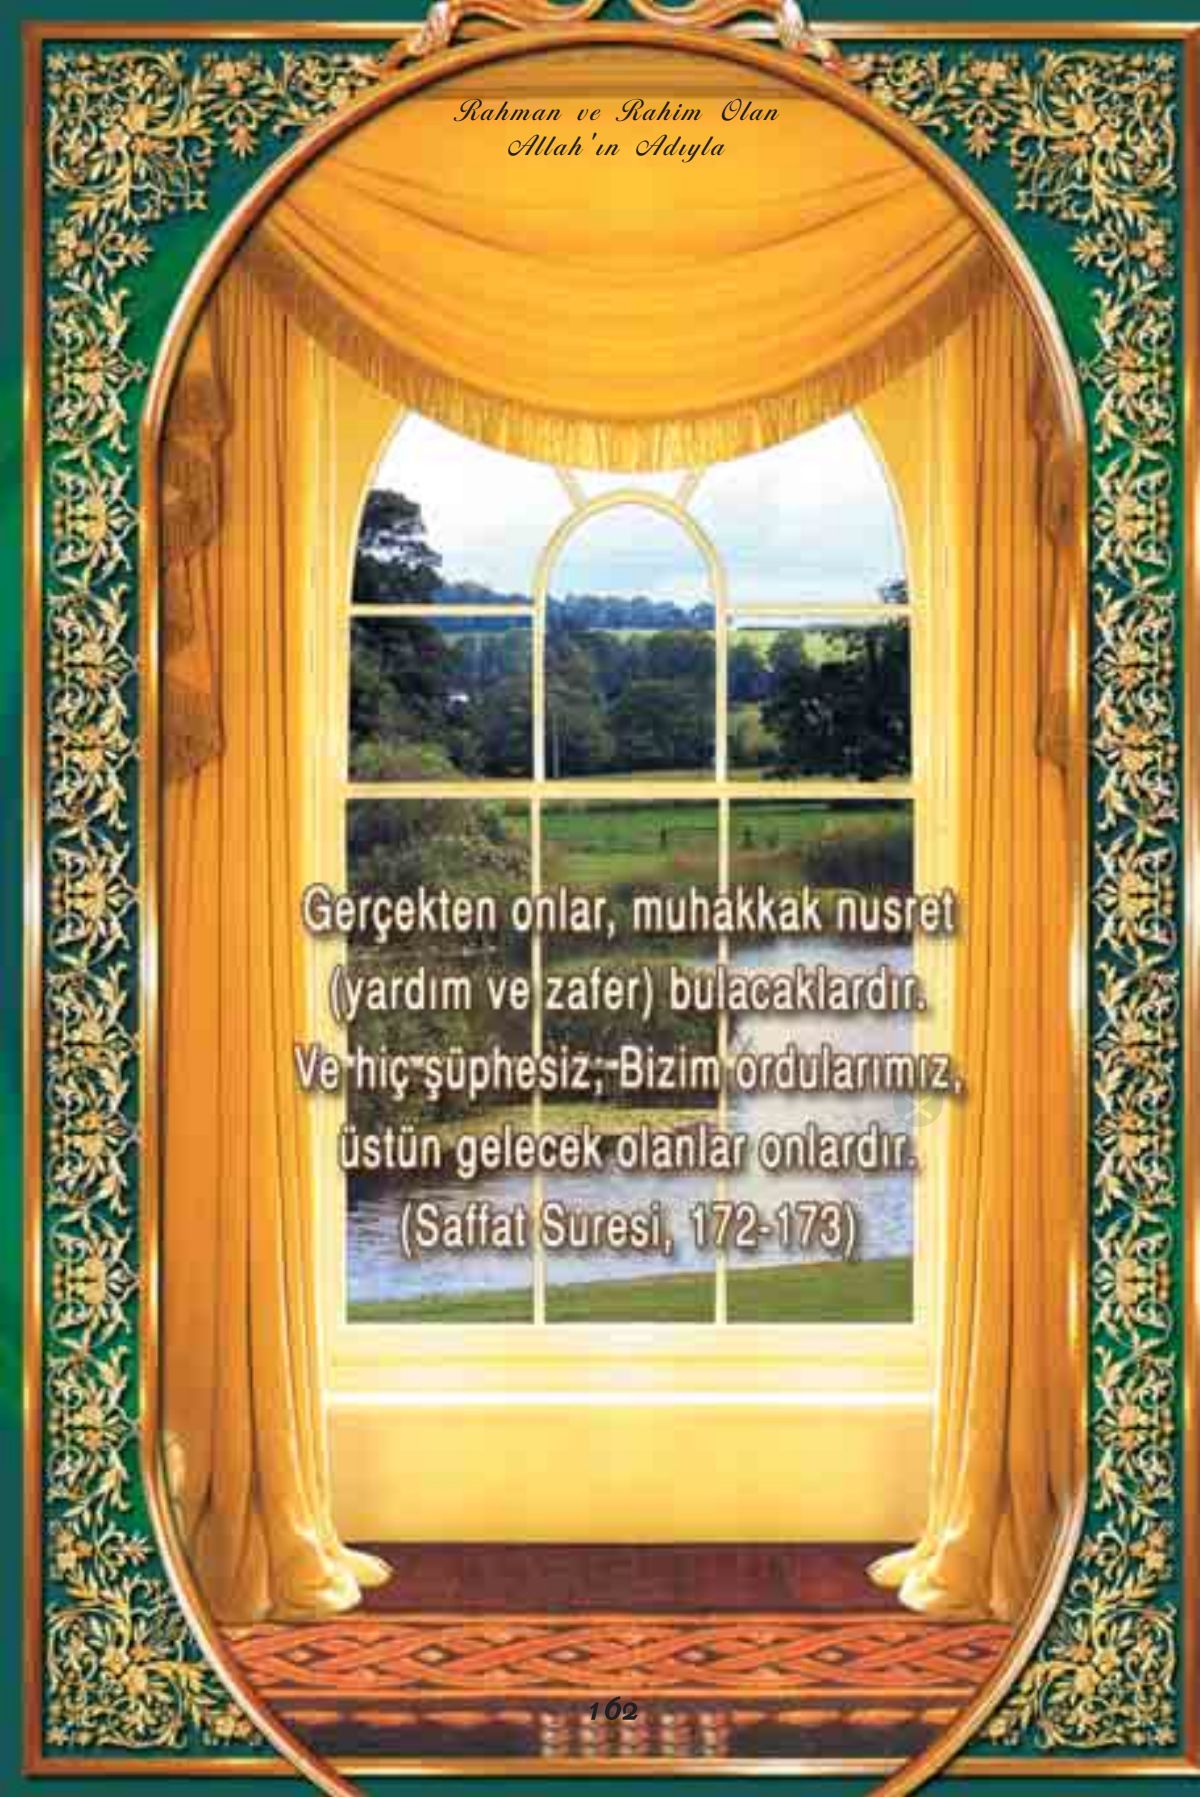 Rahman ve Rahim Olan
Allah'ın Adıyla
Gerçekten onlar, muhakkak nusret
(yardım ve zafer) bulacaklardır.
Ve hiç şüphesiz; Bizim ordularımız,
üstün gelecek olanlar onlardır.
(Saffat Suresi, 172-173)
162